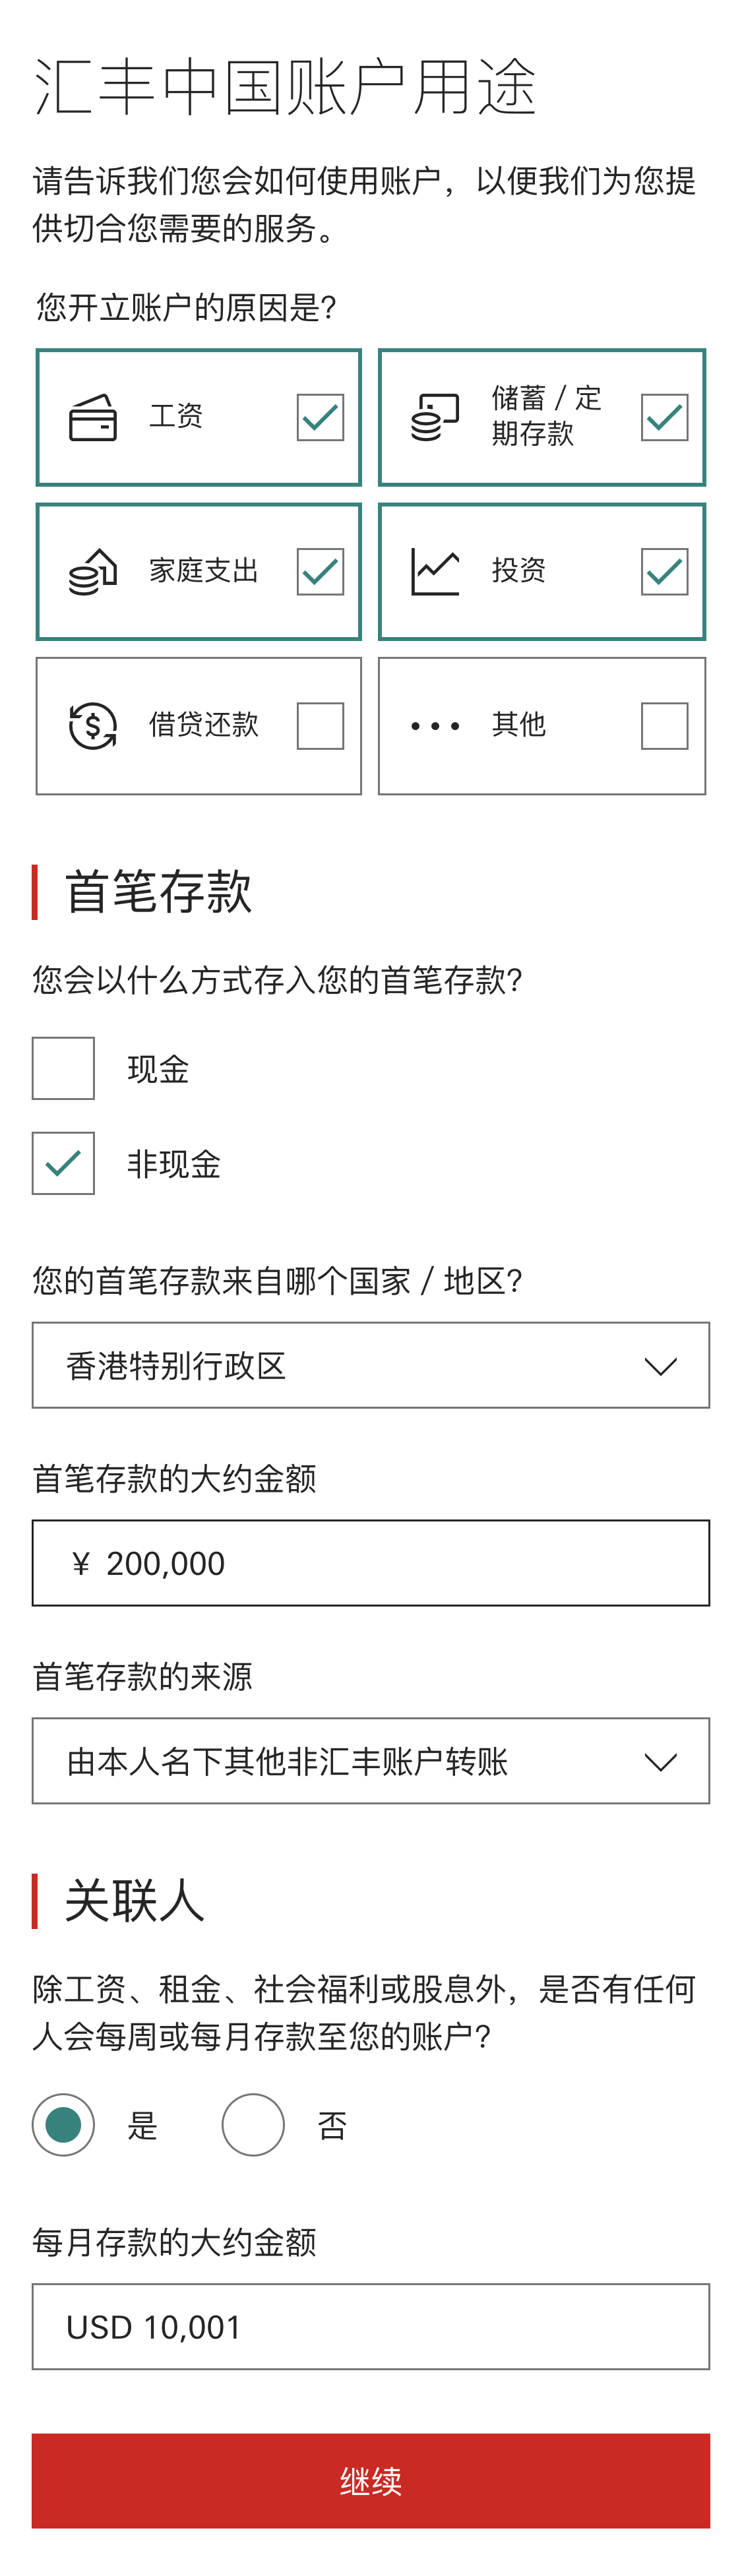 汇丰中国账户用途
请告诉我们您会如何使用账户，以便我们为您提
供切合您需要的服务。
您开立账户的原因是?
工资
储蓄 / 定
期存款
家庭支出
投资
借贷还款
其他
首笔存款
您会以什么方式存入您的首笔存款?
现金
非现金
您的首笔存款来自哪个国家 / 地区?
香港特别行政区
首笔存款的大约金额
¥ 200,000
首笔存款的来源
由本人名下其他非汇丰账户转账
关联人
除工资、租金、社会福利或股息外，是否有任何
人会每周或每月存款至您的账户?
是
否
每月存款的大约金额
USD 10,001
继续